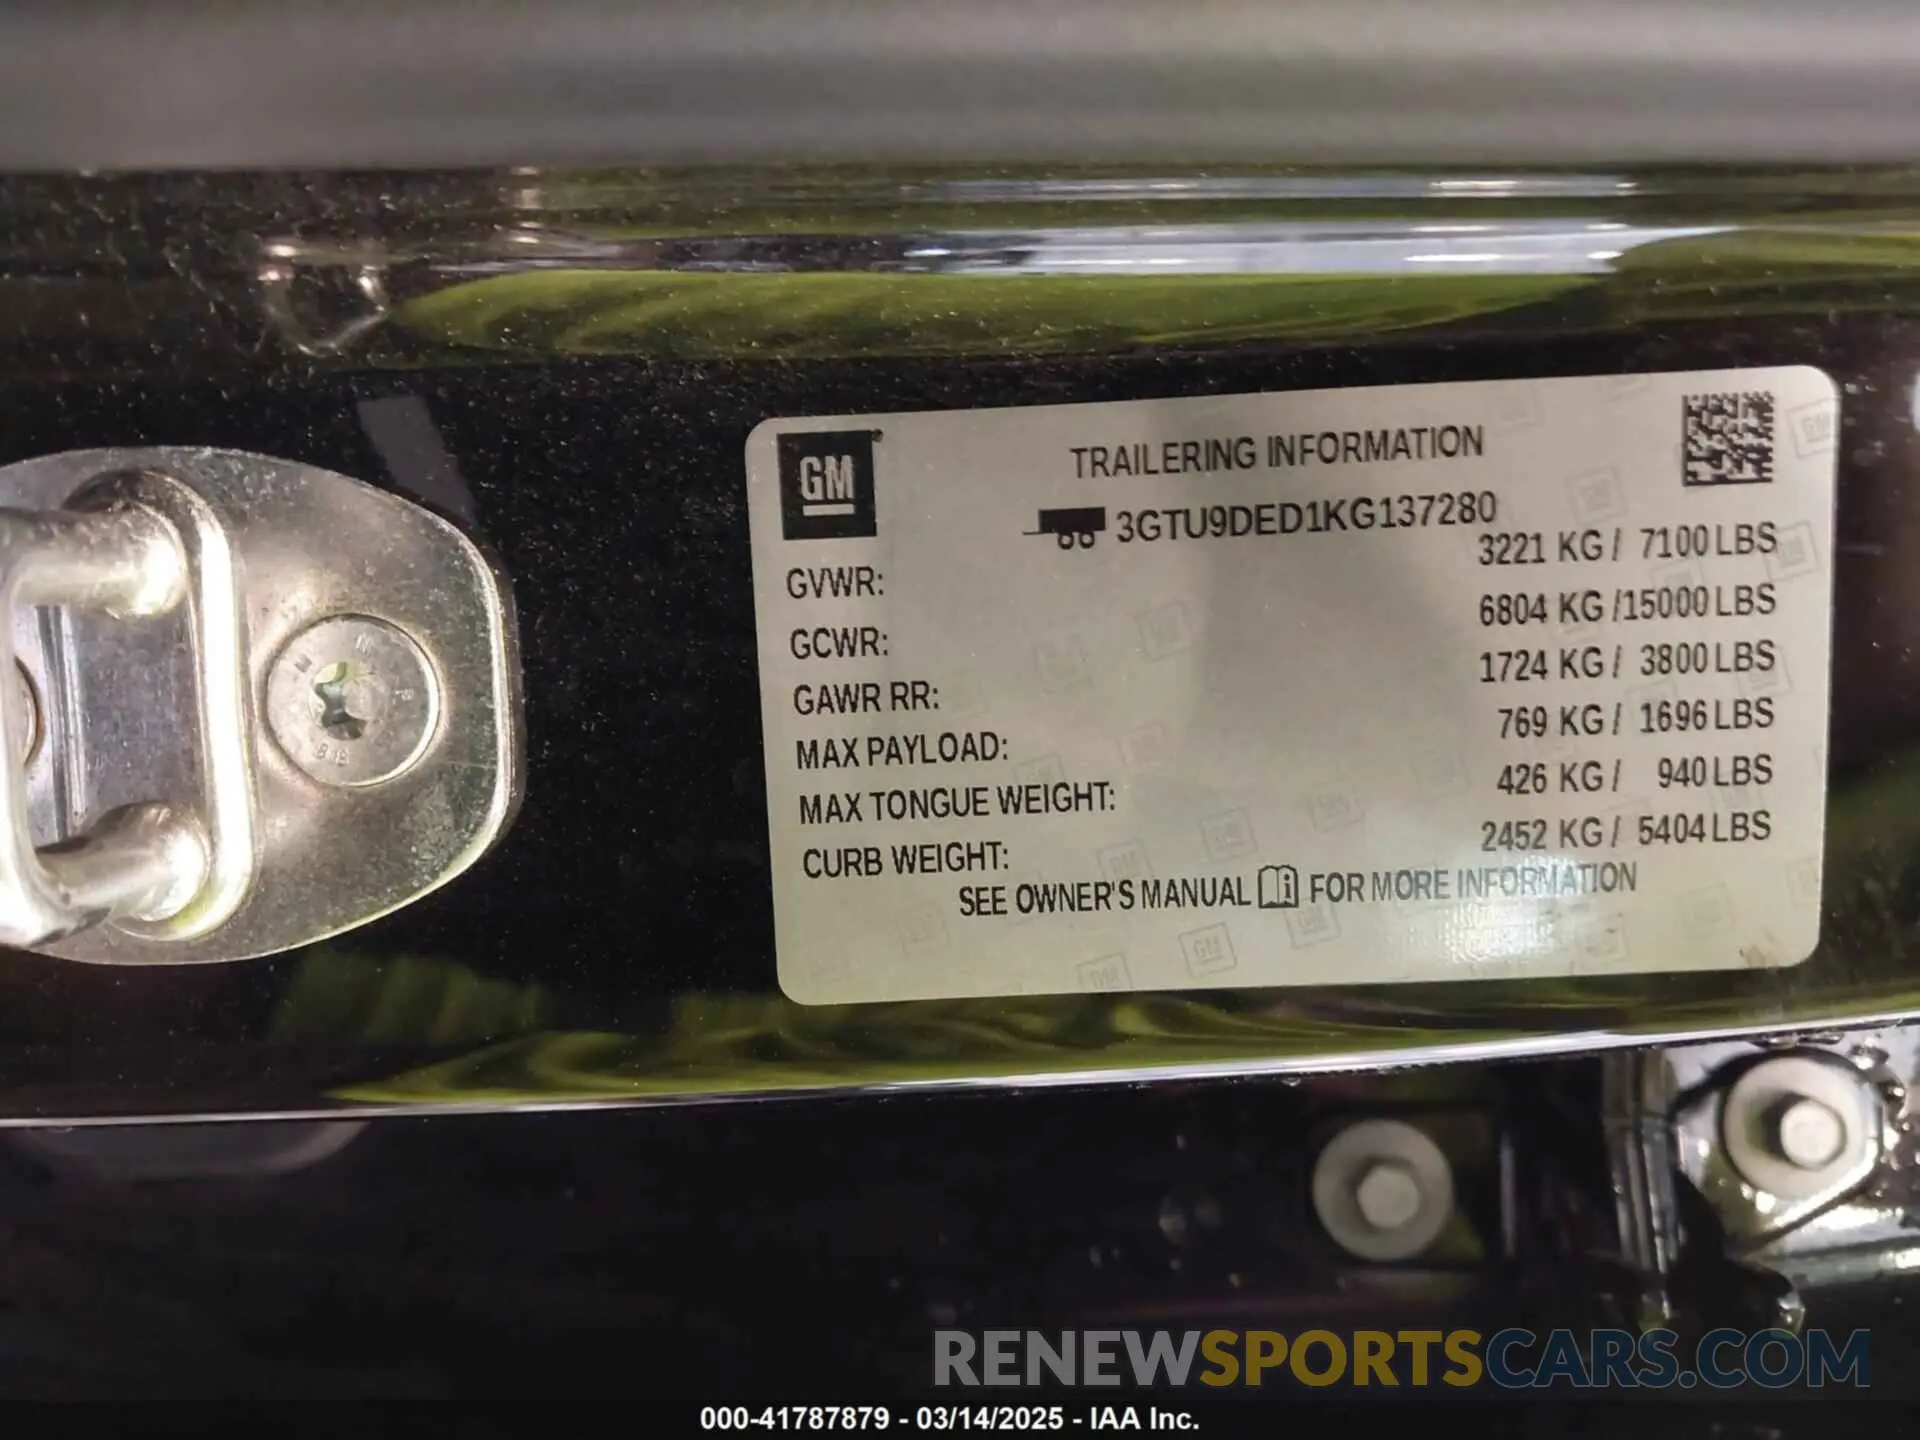 GM
TRAILERING INFORMATION
3GTU9DED1KG137280
GVWR: 3221 KG / 7100 LBS
GCWR: 6804 KG / 15000 LBS
GAWR RR: 1724 KG / 3800 LBS
MAX PAYLOAD: 769 KG / 1696 LBS
MAX TONGUE WEIGHT: 426 KG / 940 LBS
CURB WEIGHT: 2452 KG / 5404 LBS
SEE OWNER'S MANUAL FOR MORE INFORMATION
RENEWSPORTSCARS.COM
000-41787879 - 03/14/2025 - IAA Inc.